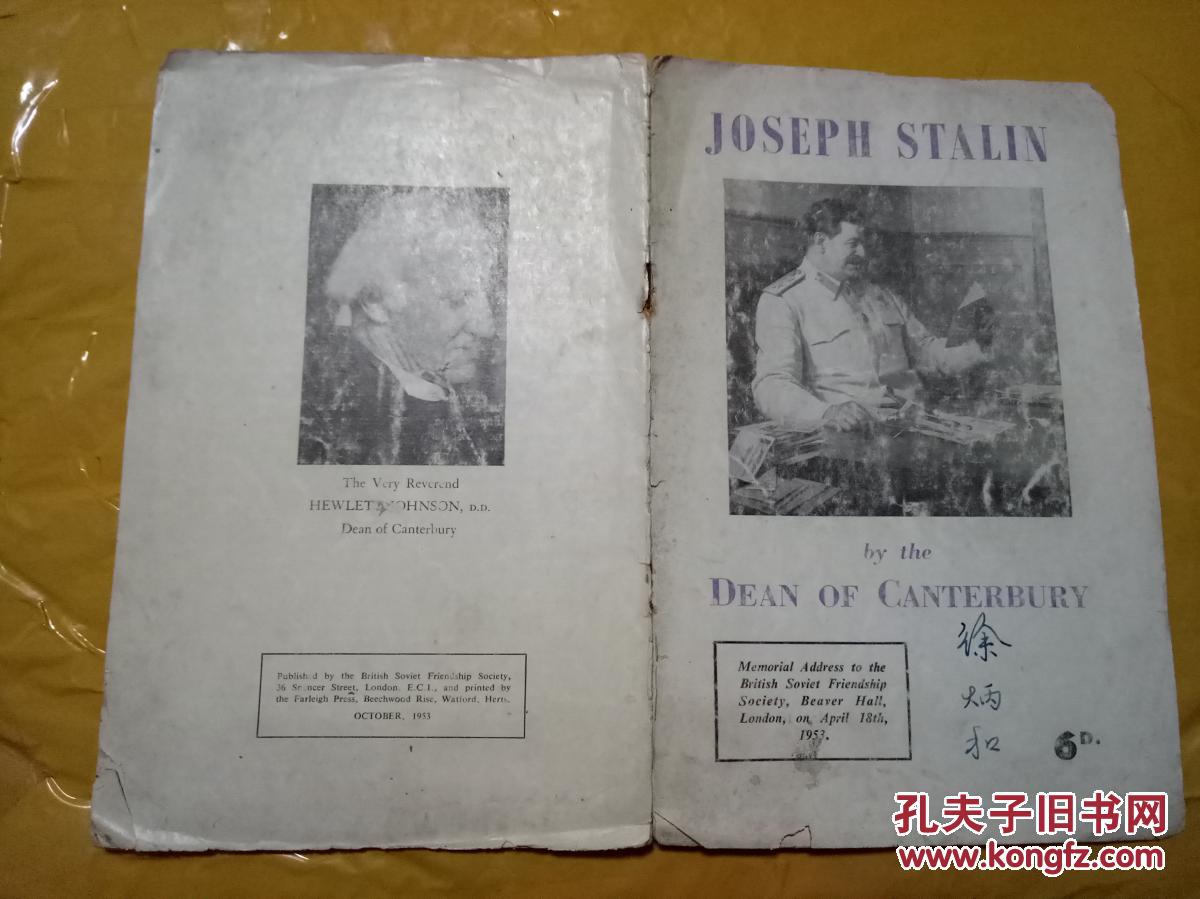 The Very Reverend
HEWLETT JOHNSON, D.D.
Dean of Canterbury
Published by the British Soviet Friendship Society,
36 Spencer Street, London, E.C.1., and printed by
the Farleigh Press, Beechwood Rise, Watford, Herts.
OCTOBER, 1953
JOSEPH STALIN
by the
DEAN OF CANTERBURY
Memorial Address to the
British Soviet Friendship
Society, Beaver Hall,
London, on April 18th,
1953.
徐
炳
和
6D.
孔夫子旧书网
www.kongfz.com